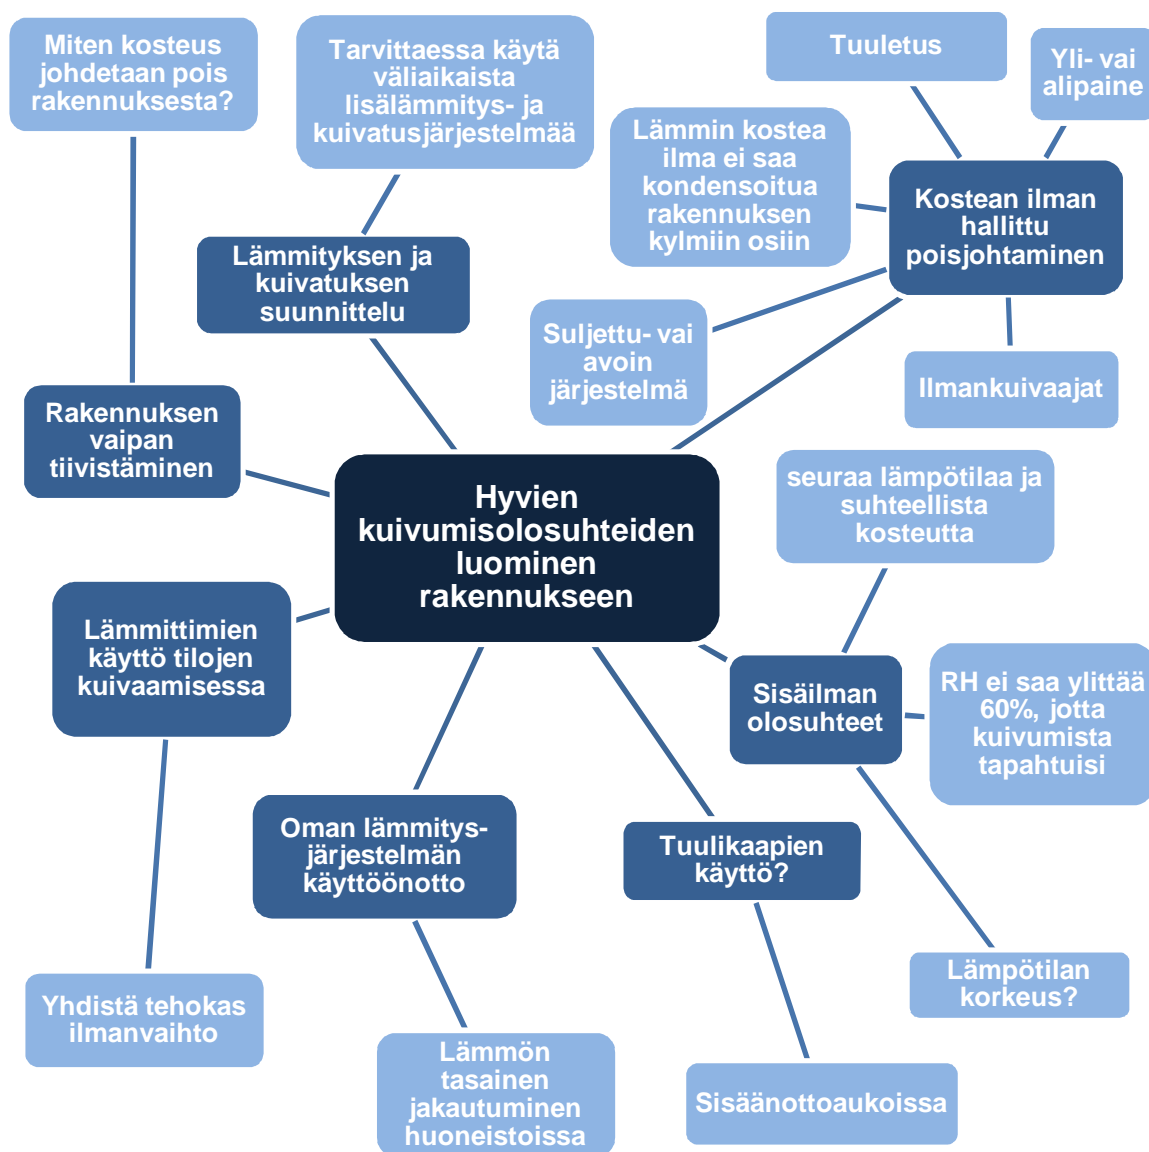 Miten kosteus
johdetaan pois
rakennuksesta?
Tarvittaessa käytä
väliaikaista
lisälämmitys- ja
kuivatusjärjestelmää
Tuuletus
Yli- vai
alipaine
Lämmin kostea
ilma ei saa
kondensoitua
rakennuksen
kylmiin osiin
Kostean ilman
hallittu
poisjohtaminen
Lämmityksen ja
kuivatuksen
suunnittelu
Suljettu- vai
avoin
järjestelmä
Ilmankuivaajat
Rakennuksen
vaipan
tiivistäminen
Hyvien
kuivumisolosuhteiden
luominen
rakennukseen
seuraa lämpötilaa ja
suhteellista
kosteutta
Lämmittimien
käyttö tilojen
kuivaamisessa
Sisäilman
olosuhteet
RH ei saa ylittää
60%, jotta
kuivumista
tapahtuisi
Oman lämmitys-
järjestelmän
käyttöönotto
Tuulikaapien
käyttö?
Lämpötilan
korkeus?
Yhdistä tehokas
ilmanvaihto
Lämmön
tasainen
jakautuminen
huoneistoissa
Sisäänottoaukoissa